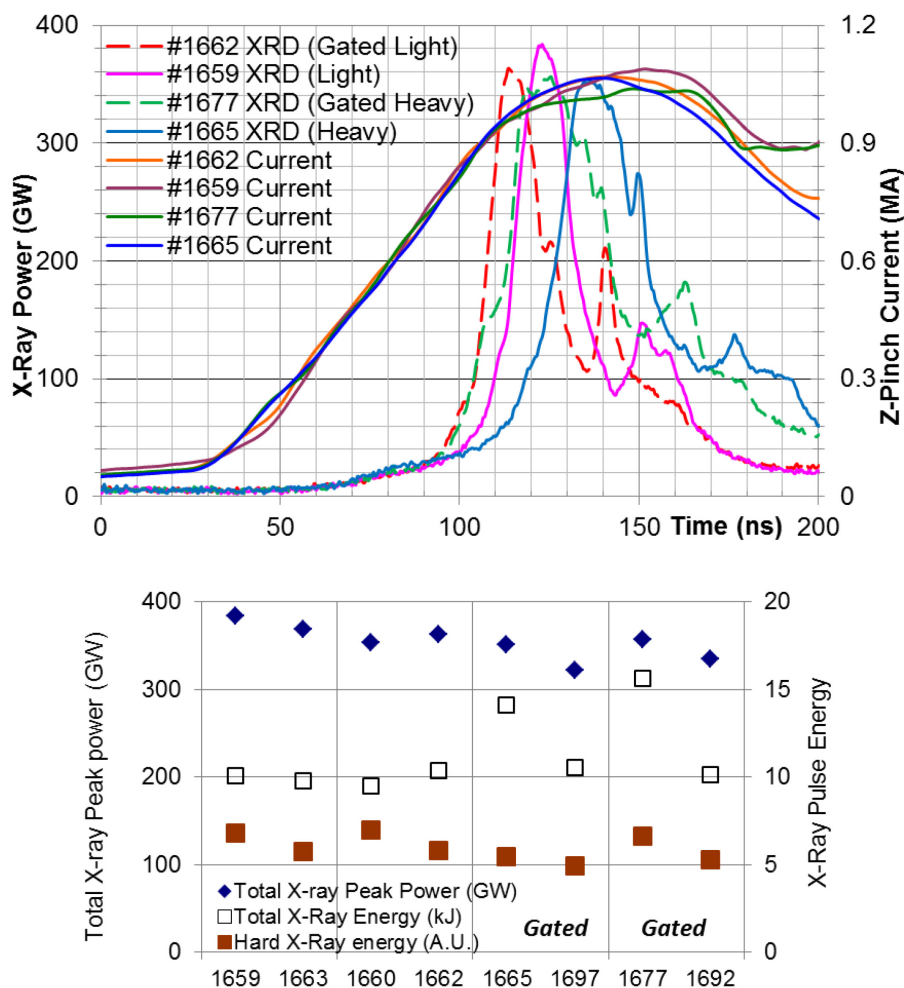 400
300
200
100
0
X-Ray Power (GW)
#1662 XRD (Gated Light)
#1659 XRD (Light)
#1677 XRD (Gated Heavy)
#1665 XRD (Heavy)
#1662 Current
#1659 Current
#1677 Current
#1665 Current
1.2
0.9
0.6
0.3
0
Z-Pinch Current (MA)
0 50 100 150 Time (ns) 200
400
300
200
100
0
Total X-ray Peak power (GW)
Total X-ray Peak Power (GW)
Total X-Ray Energy (kJ)
Hard X-Ray energy (A.U.)
Gated Gated
20
15
10
5
0
X-Ray Pulse Energy
1659 1663 1660 1662 1665 1697 1677 1692